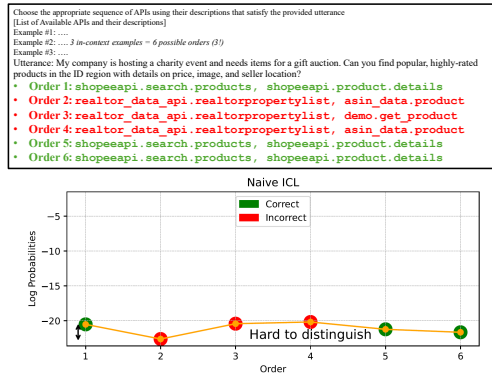 Choose the appropriate sequence of APIs using their descriptions that satisfy the provided utterance
[List of Available APIs and their descriptions]
Example #1: ….
Example #2: …. 3 in-context examples = 6 possible orders (3!)
Example #3: ….
Utterance: My company is hosting a charity event and needs items for a gift auction. Can you find popular, highly-rated
products in the ID region with details on price, image, and seller location?
• Order 1: shopeeapi.search.products, shopeeapi.product.details
• Order 2: realtor_data_api.realtorpropertylist, asin_data.product
• Order 3: realtor_data_api.realtorpropertylist, demo.get_product
• Order 4: realtor_data_api.realtorpropertylist, asin_data.product
• Order 5: shopeeapi.search.products, shopeeapi.product.details
• Order 6: shopeeapi.search.products, shopeeapi.product.details
Naive ICL
Correct
Incorrect
Log Probabilities
−5
−10
−15
−20
Hard to distinguish
1 2 3 4 5 6
Order